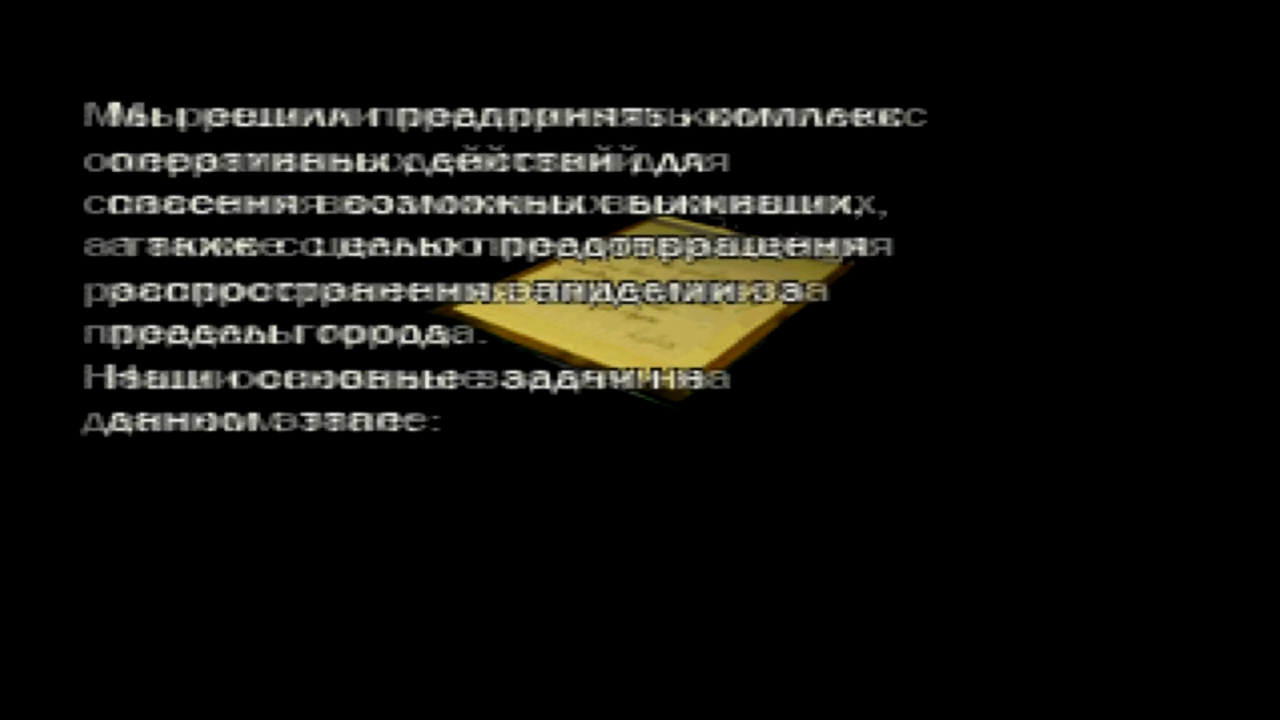 Мы решили предпринять комплекс
оперативных действий для
спасения возможных выживших,
а также с целью предотвращения
распространения эпидемии за
пределы города.
Наши основные задачи на
данном этапе: